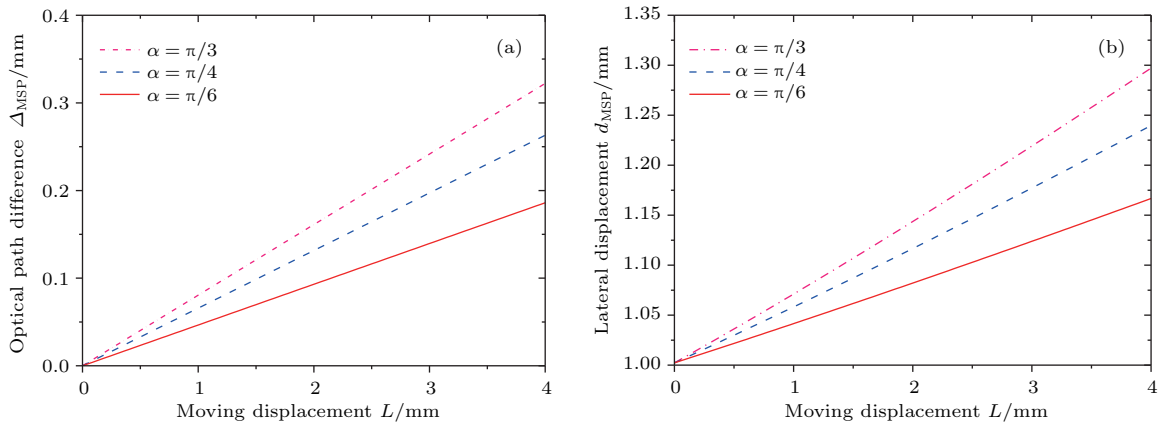 0.4
0.3
0.2
0.1
0.0
0
1
2
3
4
Optical path difference Δ_MSP/mm
Moving displacement L/mm
α = π/3
α = π/4
α = π/6
(a)
1.35
1.30
1.25
1.20
1.15
1.10
1.05
1.00
0
1
2
3
4
Lateral displacement d_MSP/mm
Moving displacement L/mm
α = π/3
α = π/4
α = π/6
(b)